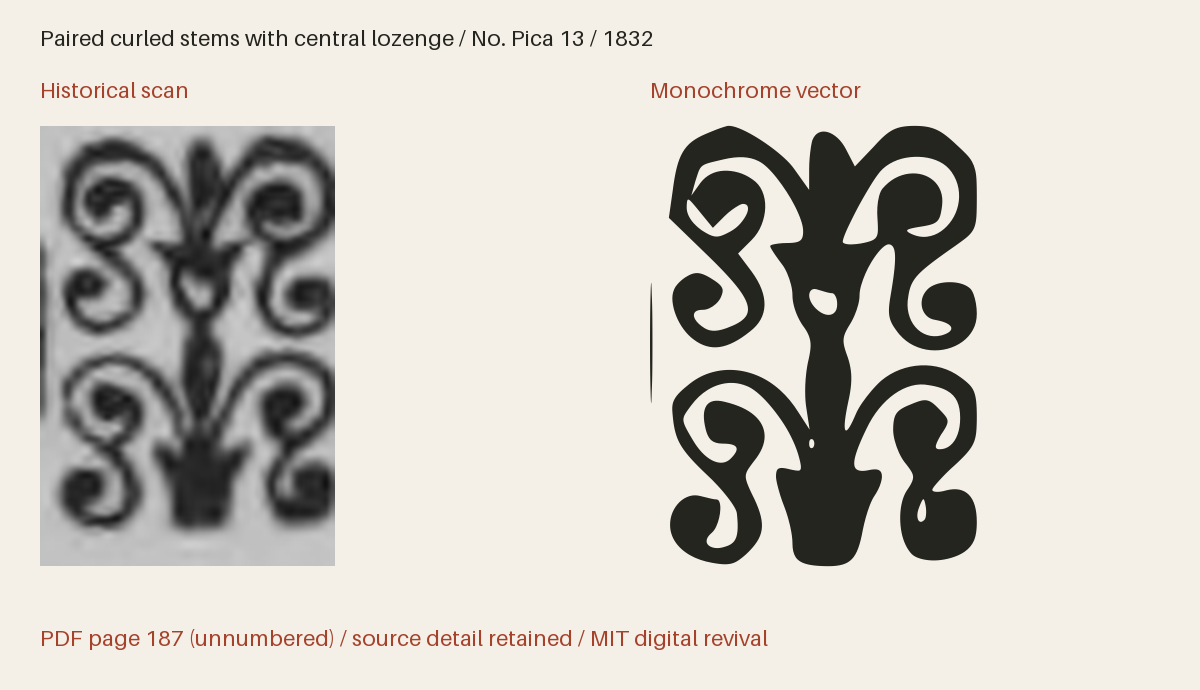 Paired curled stems with central lozenge / No. Pica 13 / 1832
Historical scan
Monochrome vector
PDF page 187 (unnumbered) / source detail retained / MIT digital revival